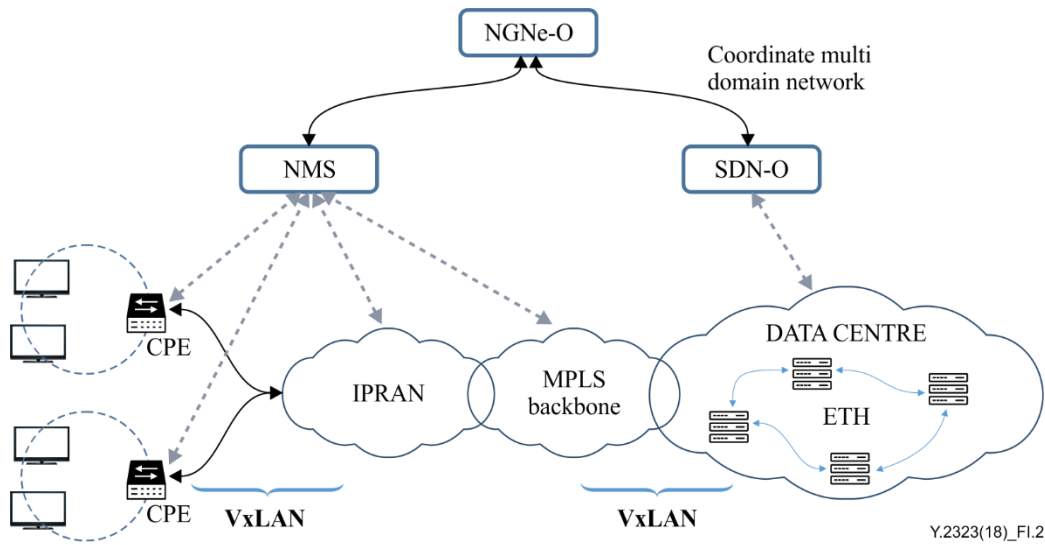 NGNe-O
Coordinate multi
domain network
NMS
SDN-O
CPE
IPRAN
MPLS
backbone
DATA CENTRE
ETH
CPE
VxLAN
VxLAN
Y.2323(18)_FI.2